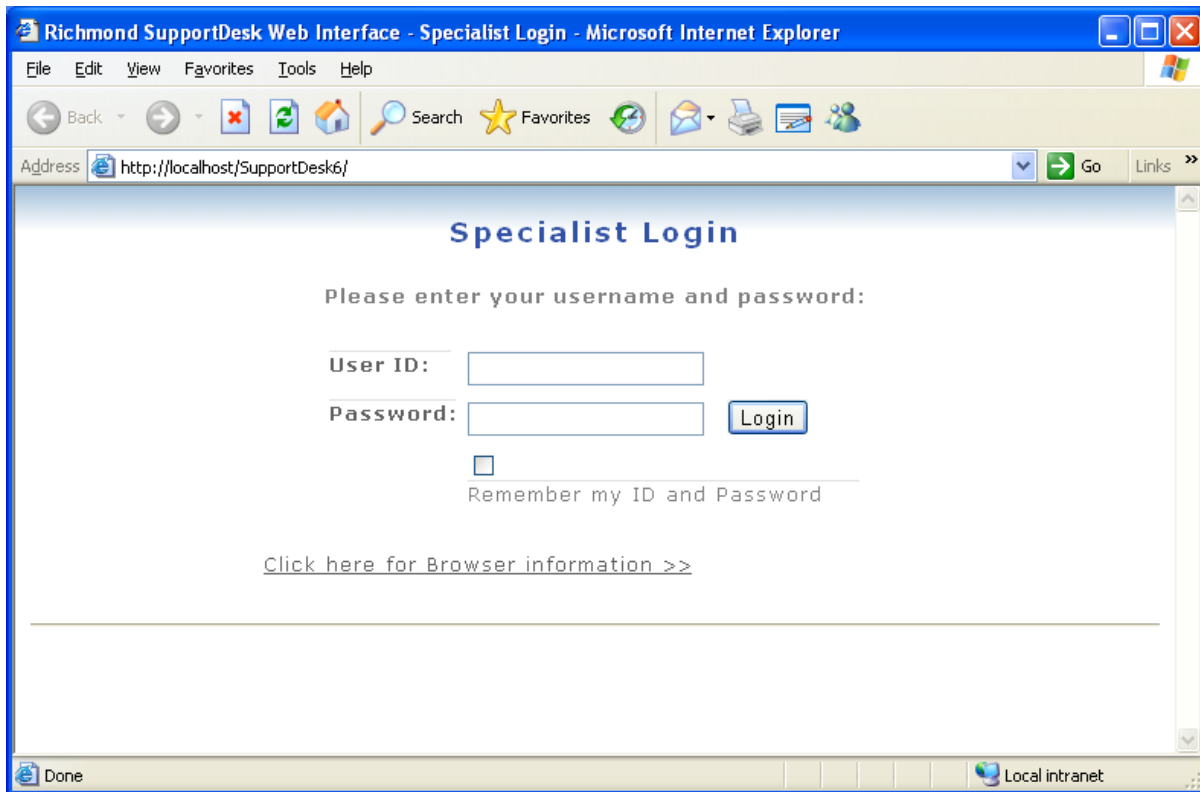 Richmond SupportDesk Web Interface - Specialist Login - Microsoft Internet Explorer
File Edit View Favorites Tools Help
Back Search Favorites
Address http://localhost/SupportDesk6/ Go Links »
Specialist Login
Please enter your username and password:
User ID:
Password: Login
Remember my ID and Password
Click here for Browser information >>
Done Local intranet